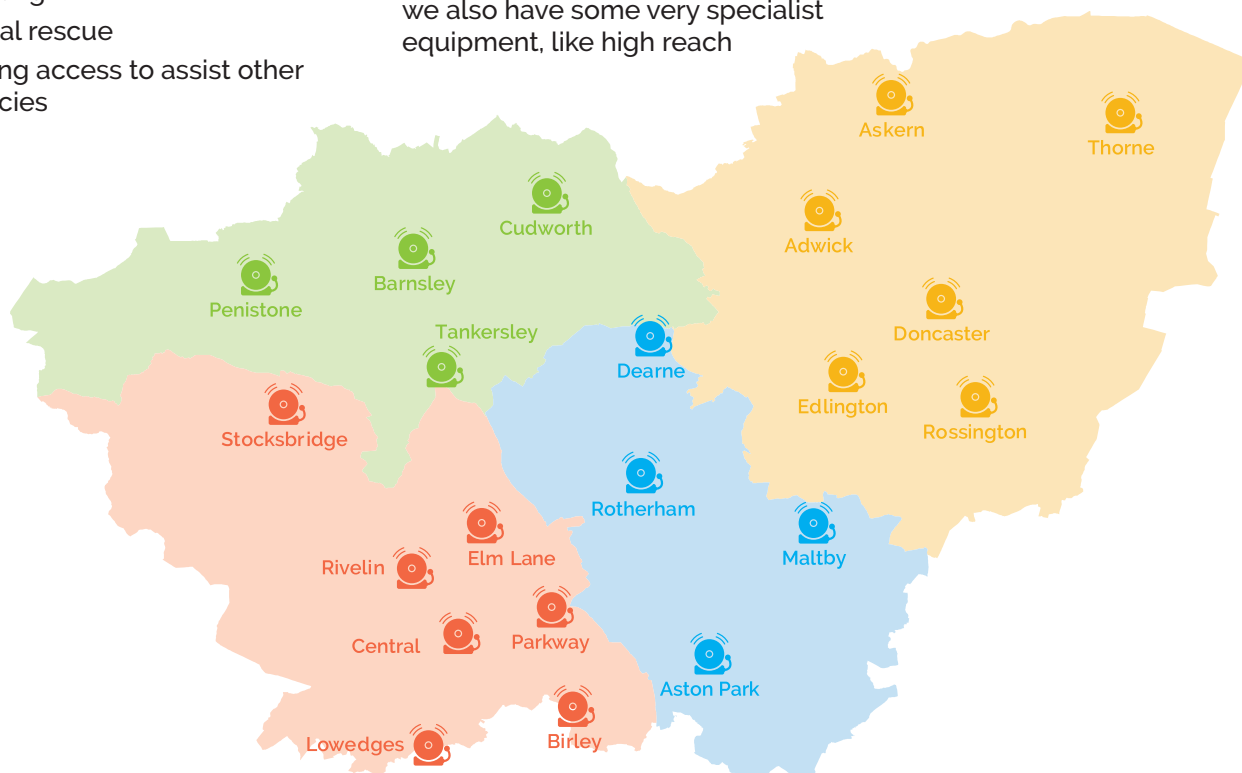 al rescue
ng access to assist other
cies
we also have some very specialist
equipment, like high reach
Askern
Thorne
Cudworth
Adwick
Barnsley
Penistone
Tankersley
Doncaster
Dearne
Edlington
Rossington
Stocksbridge
Rotherham
Elm Lane
Maltby
Rivelin
Central
Parkway
Aston Park
Lowedges
Birley